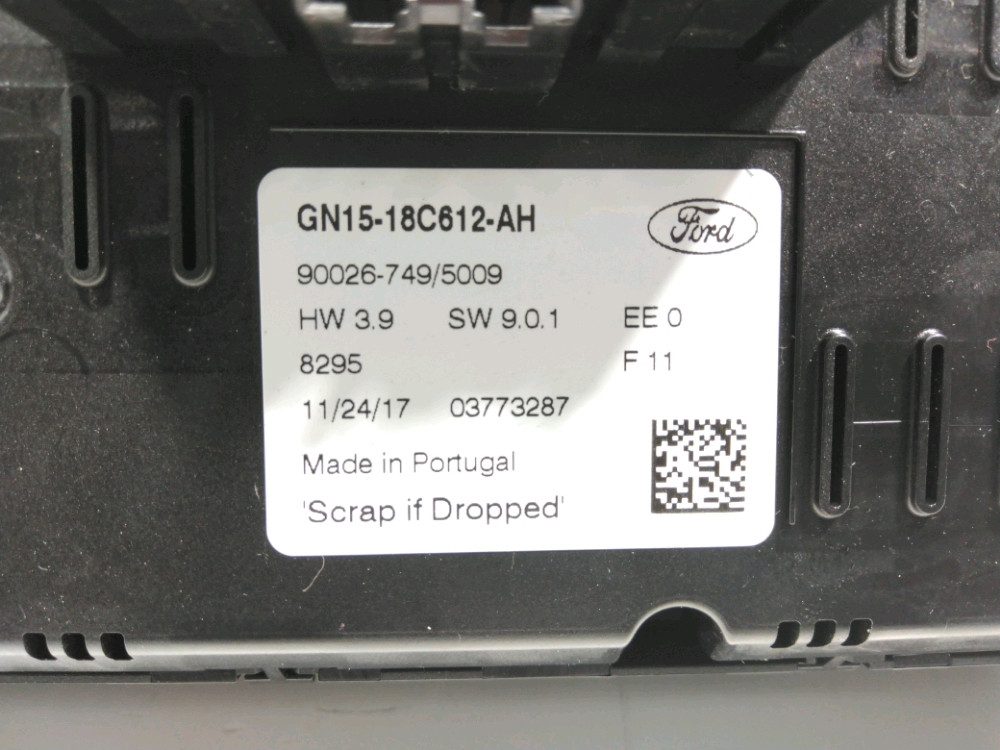 GN15-18C612-AH
Ford
90026-749/5009
HW 3.9 SW 9.0.1 EE 0
8295 F 11
11/24/17 03773287
Made in Portugal
'Scrap if Dropped'